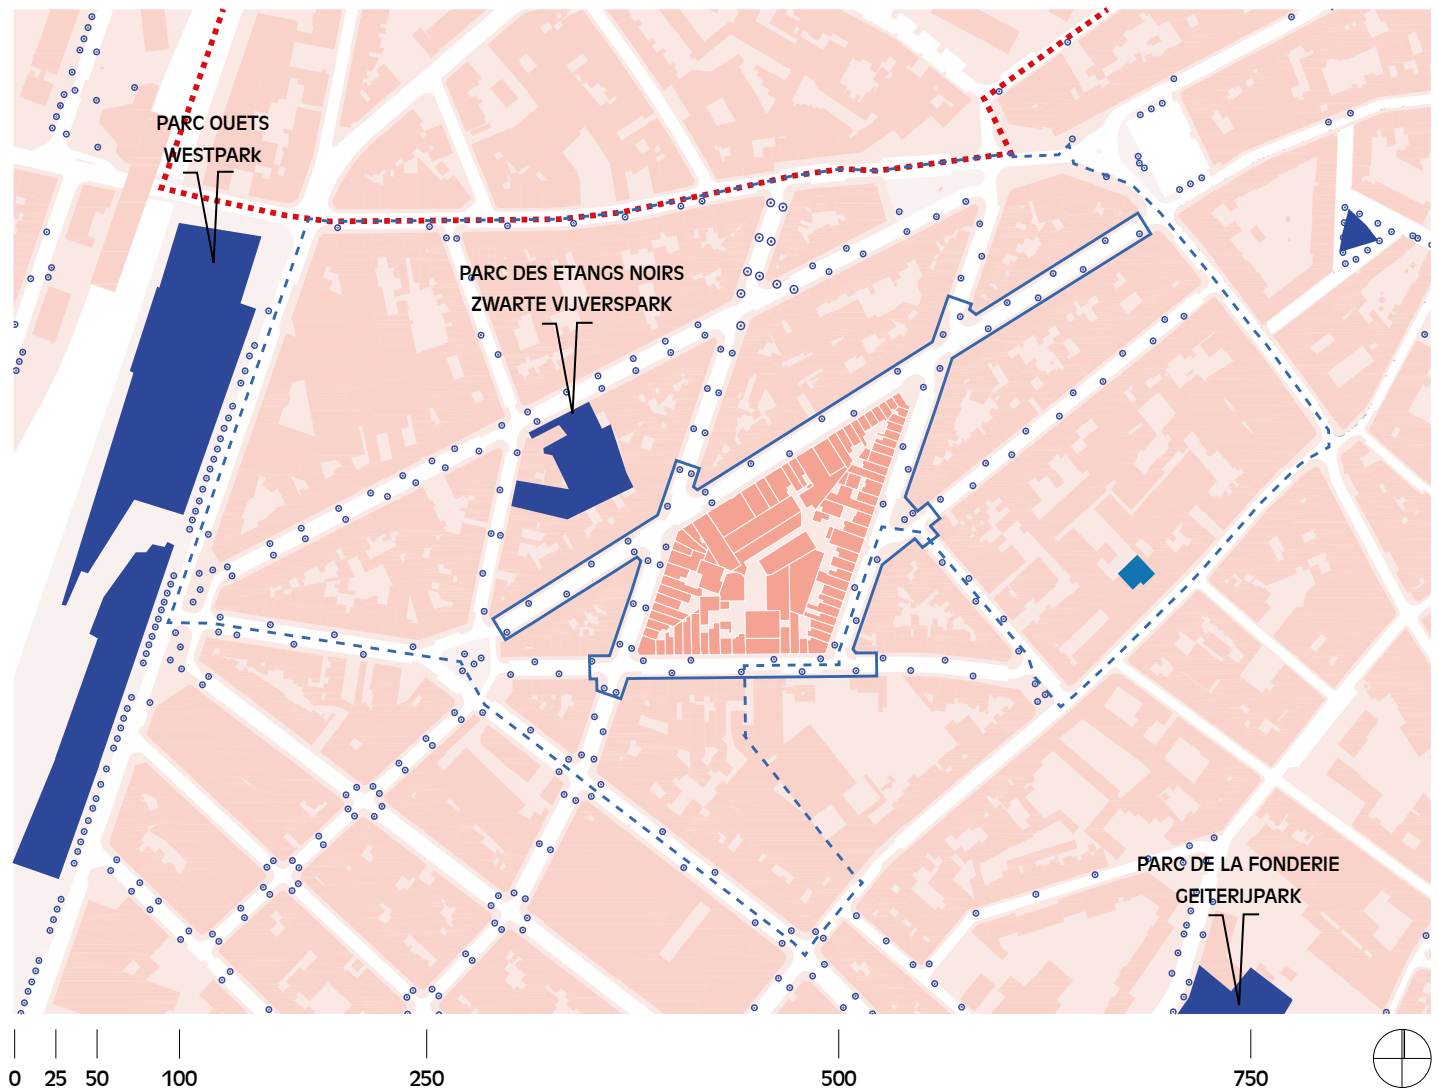 PARC OUETS
WESTPARk
PARC DES ETANGS NOIRS
ZWARTE VIJVERSPARK
PARC DE LA FONDERIE
GEITERIJPARK
0 25 50 100 250 500 750